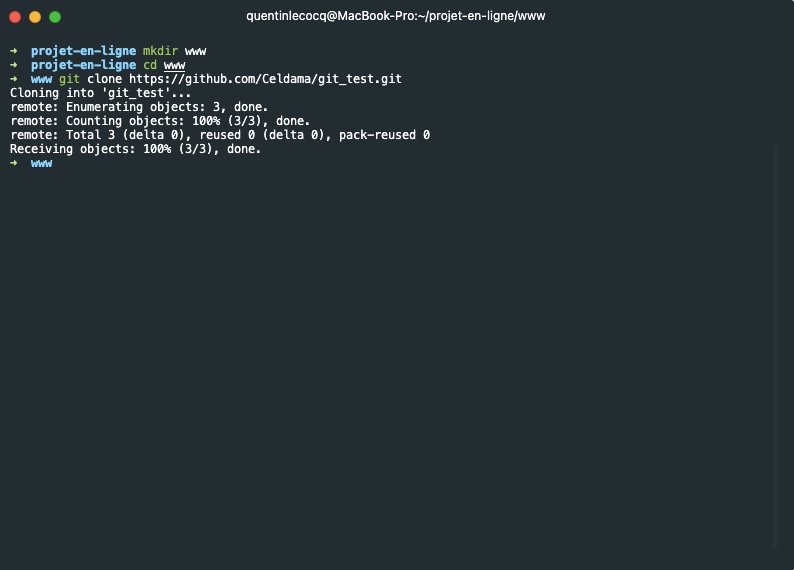 quentinlecocq@MacBook-Pro:~/projet-en-ligne/www
➜ projet-en-ligne mkdir www
➜ projet-en-ligne cd www
➜ www git clone https://github.com/Celdama/git_test.git
Cloning into 'git_test'...
remote: Enumerating objects: 3, done.
remote: Counting objects: 100% (3/3), done.
remote: Total 3 (delta 0), reused 0 (delta 0), pack-reused 0
Receiving objects: 100% (3/3), done.
➜ www